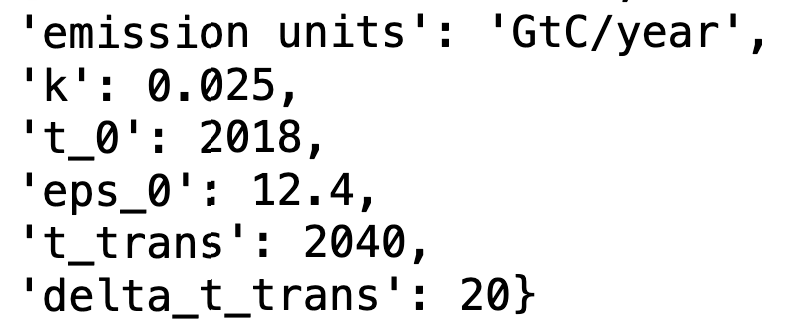 'emission units': 'GtC/year',
'k': 0.025,
't_0': 2018,
'eps_0': 12.4,
't_trans': 2040,
'delta_t_trans': 20}